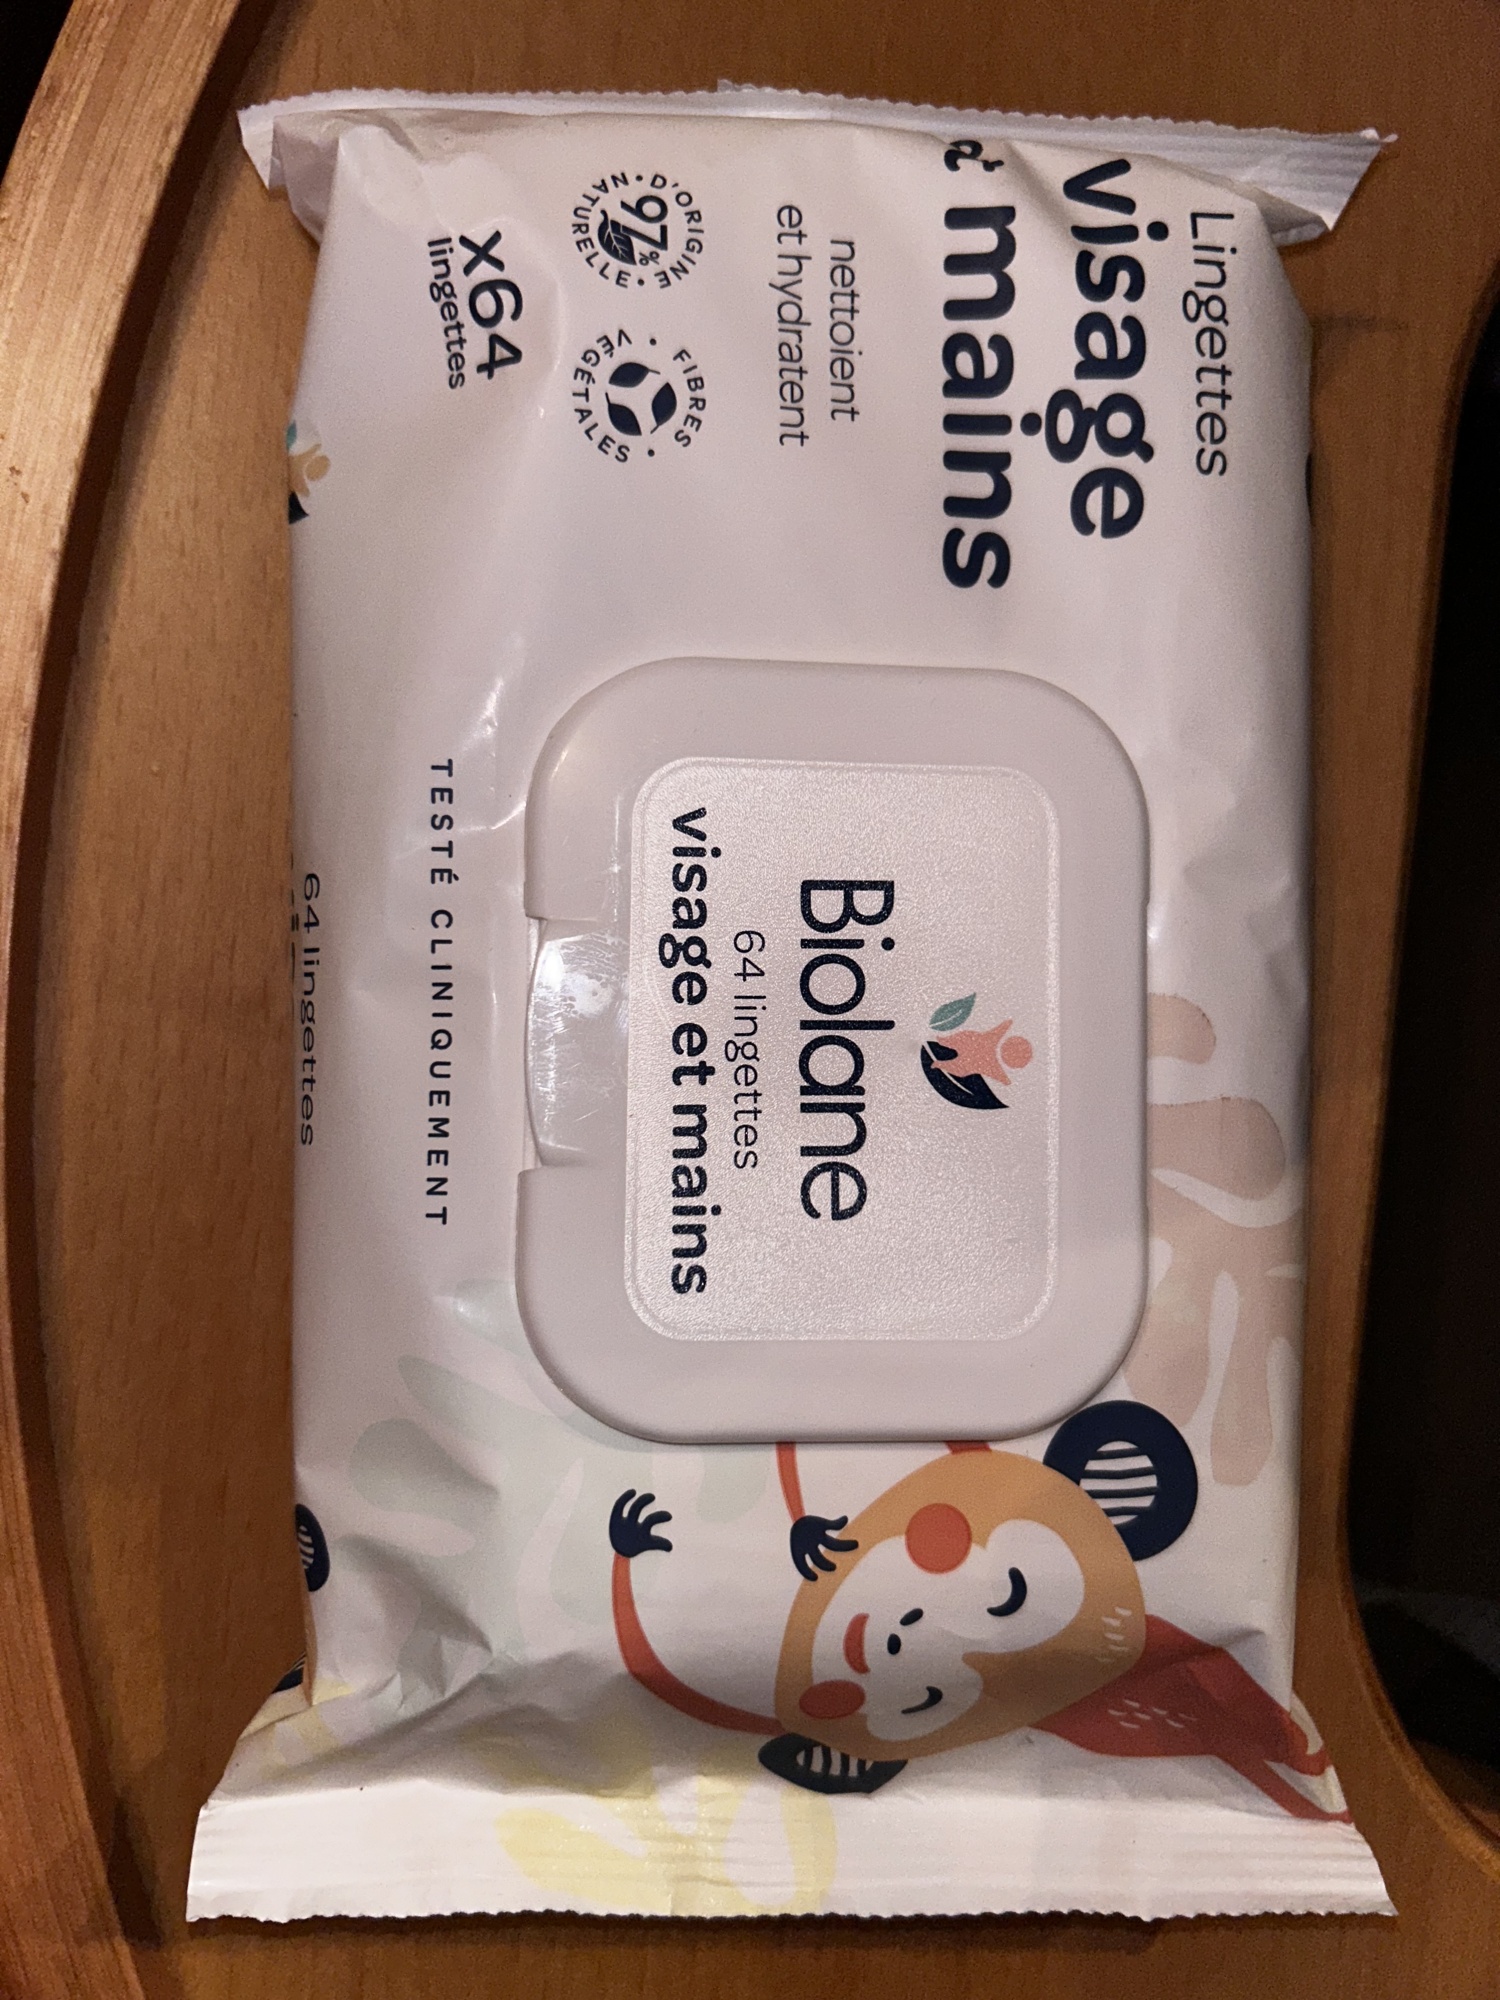 Lingettes
visage
& mains
nettoient
et hydratent
97%
D'ORIGINE • NATURELLE •
FIBRES • VÉGÉTALES •
x64
lingettes
Biolane
64 lingettes
visage et mains
TESTÉ CLINIQUEMENT
64 lingettes